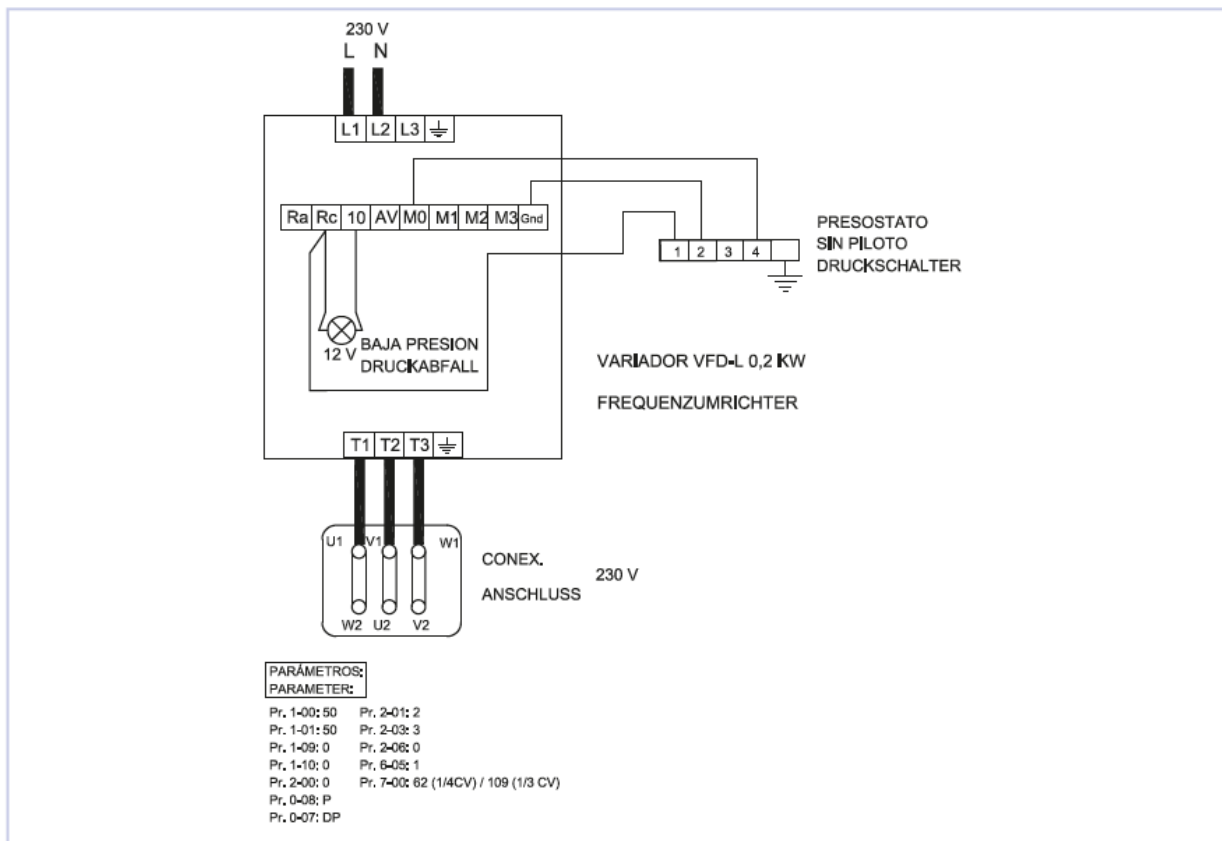 230 V
L N
L1 L2 L3
Ra Rc 10 AV M0 M1 M2 M3 Gnd
1 2 3 4
PRESOSTATO
SIN PILOTO
DRUCKSCHALTER
12 V
BAJA PRESION
DRUCKABFALL
VARIADOR VFD-L 0,2 KW
FREQUENZUMRICHTER
T1 T2 T3
U1 V1 W1
W2 U2 V2
CONEX.
ANSCHLUSS
230 V
PARÁMETROS:
PARAMETER:
Pr. 1-00: 50 Pr. 2-01: 2
Pr. 1-01: 50 Pr. 2-03: 3
Pr. 1-09: 0 Pr. 2-06: 0
Pr. 1-10: 0 Pr. 6-05: 1
Pr. 2-00: 0 Pr. 7-00: 62 (1/4CV) / 109 (1/3 CV)
Pr. 0-08: P
Pr. 0-07: DP